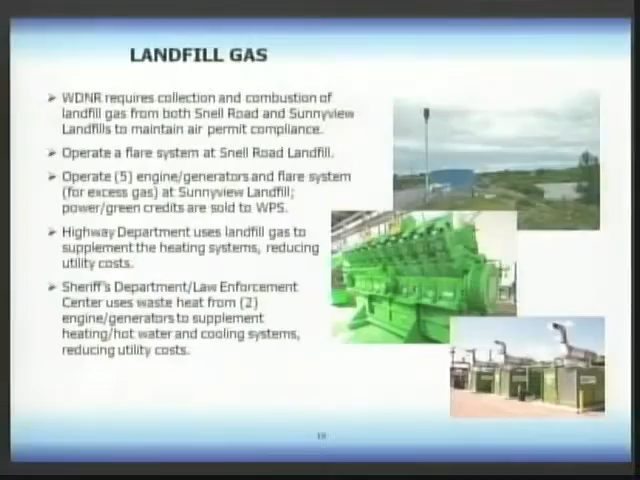 LANDFILL GAS
➤ WDNR requires collection and combustion of
landfill gas from both Snell Road and Sunnyview
Landfills to maintain air permit compliance.
➤ Operate a flare system at Snell Road Landfill.
➤ Operate (5) engine/generators and flare system
(for excess gas) at Sunnyview Landfill;
power/green credits are sold to WPS.
➤ Highway Department uses landfill gas to
supplement the heating systems, reducing
utility costs.
➤ Sheriff's Department/Law Enforcement
Center uses waste heat from (2)
engine/generators to supplement
heating/hot water and cooling systems,
reducing utility costs.